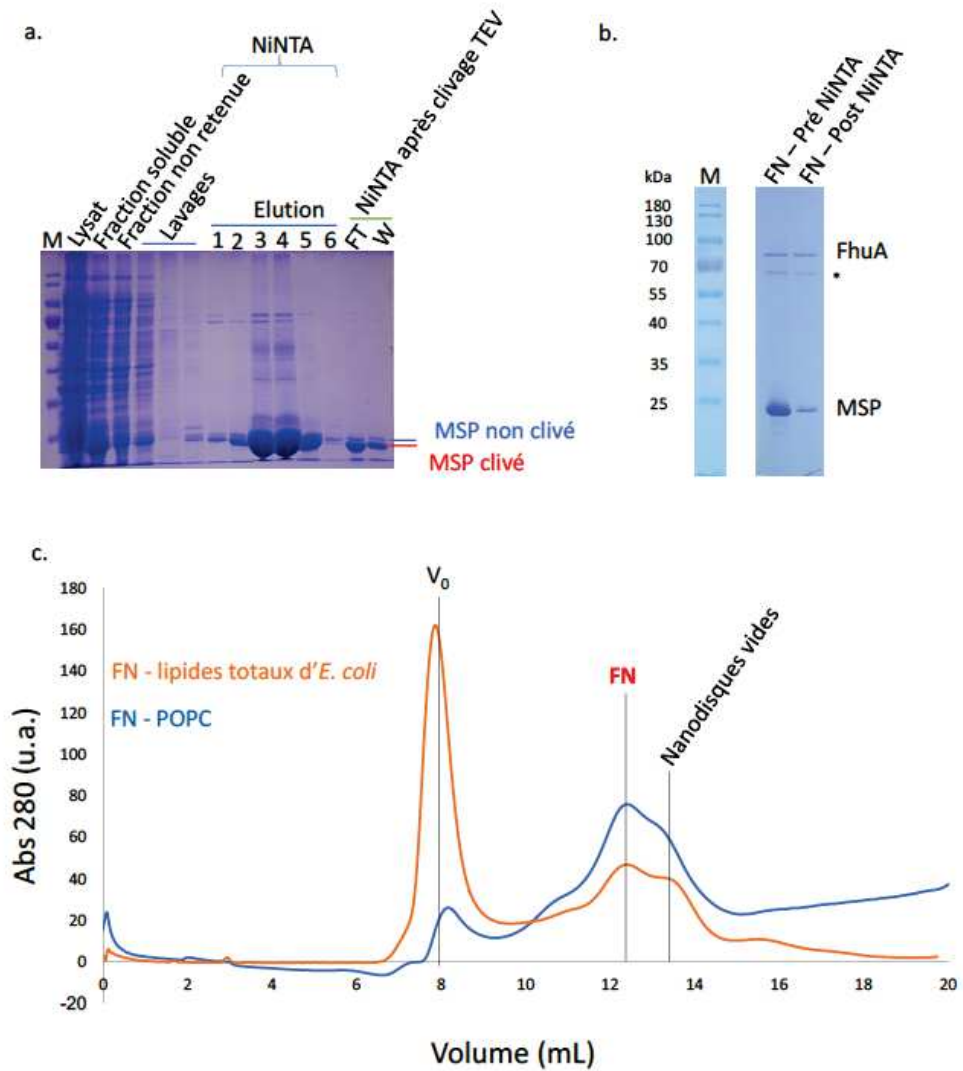 a.
NiNTA
M
Lysat
Fraction soluble
Fraction non retenue
Lavages
Elution
1 2 3 4 5 6
FT
W
NiNTA après clivage TEV
MSP non clivé
MSP clivé
b.
FN – Pré NiNTA
FN – Post NiNTA
kDa
M
180
130
100
70
55
40
35
25
FhuA
*
MSP
c.
V0
FN - lipides totaux d'E. coli
FN - POPC
FN
Nanodisques vides
Abs 280 (u.a.)
180
160
140
120
100
80
60
40
20
0
-20
0 2 4 6 8 10 12 14 16 18 20
Volume (mL)